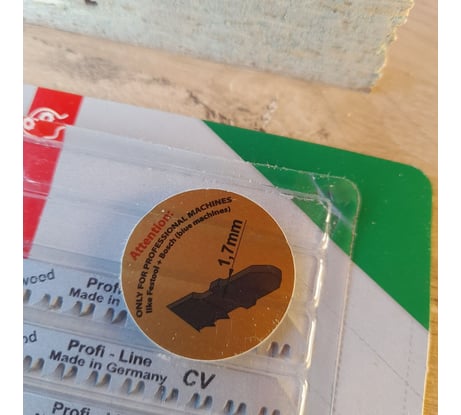 Attention:
ONLY FOR PROFESSIONAL MACHINES
like Festool + Bosch (blue machines)
1,7mm
wood
Profi
Made in
Profi - Line
Made in Germany
CV
Profi - Line